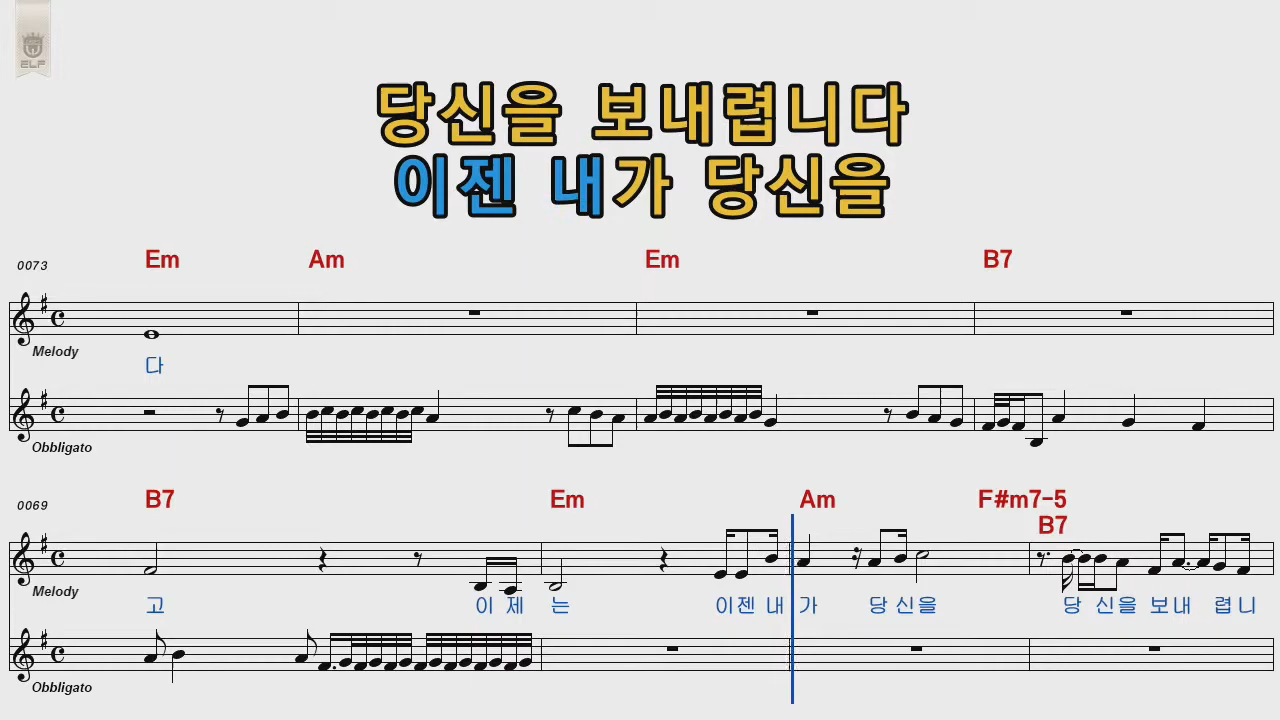 ELF
당신을 보내렵니다
이젠 내가 당신을
0073 Em Am Em B7
Melody
다
Obbligato
0069 B7 Em Am F#m7-5
B7
Melody
고 이 제 는 이젠 내 가 당 신을 당 신을 보내 렵니
Obbligato